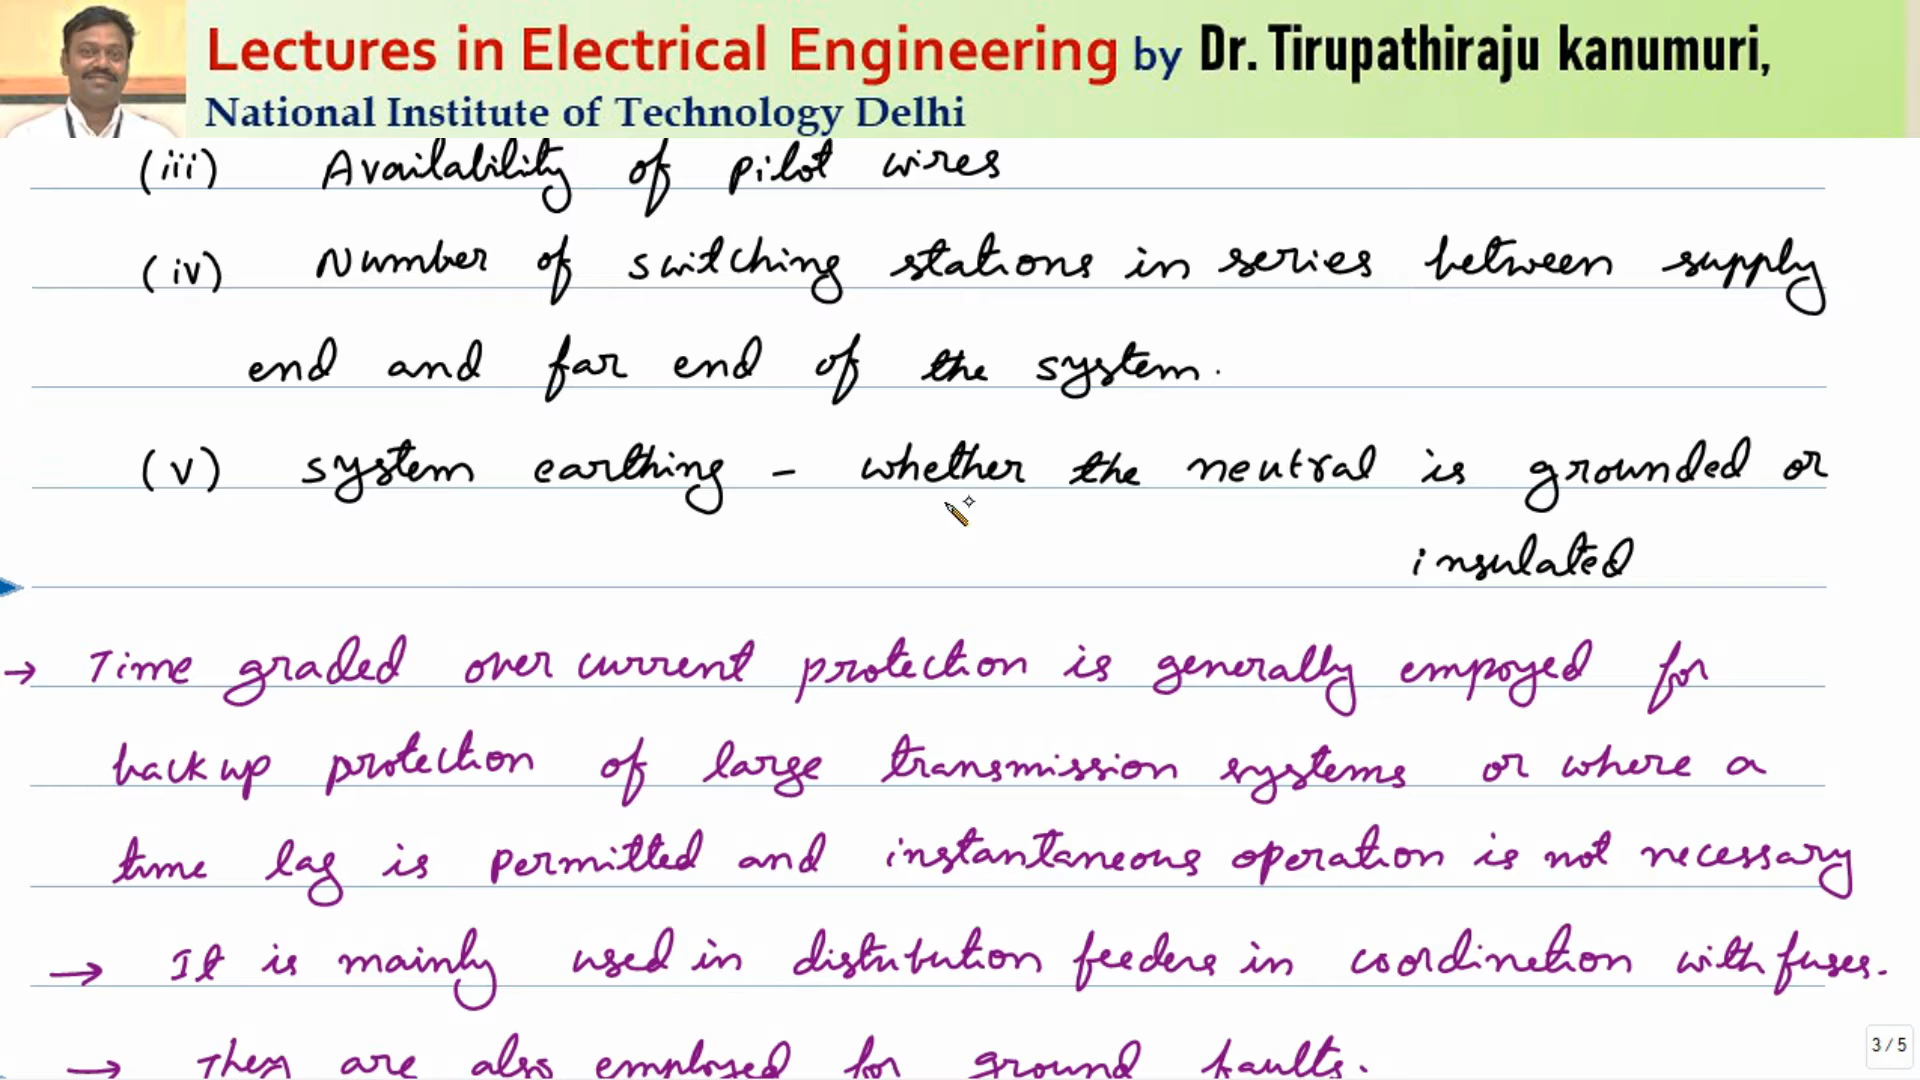 Lectures in Electrical Engineering by Dr. Tirupathiraju kanumuri,
National Institute of Technology Delhi
(iii) Availability of pilot wires
(iv) Number of switching stations in series between supply
end and far end of the system.
(v) system earthing - whether the neutral is grounded or
insulated
→ Time graded over current protection is generally empoyed for
back up protection of large transmission systems or where a
time lag is permitted and instantaneous operation is not necessary
→ It is mainly used in distribution feeders in coordination with fuses.
→ They are also employed for ground faults.
3/5